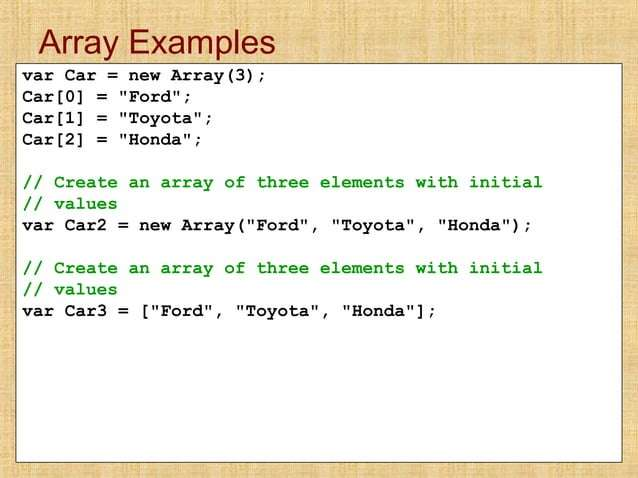 Array Examples
var Car = new Array(3);
Car[0] = "Ford";
Car[1] = "Toyota";
Car[2] = "Honda";
// Create an array of three elements with initial
// values
var Car2 = new Array("Ford", "Toyota", "Honda");
// Create an array of three elements with initial
// values
var Car3 = ["Ford", "Toyota", "Honda"];